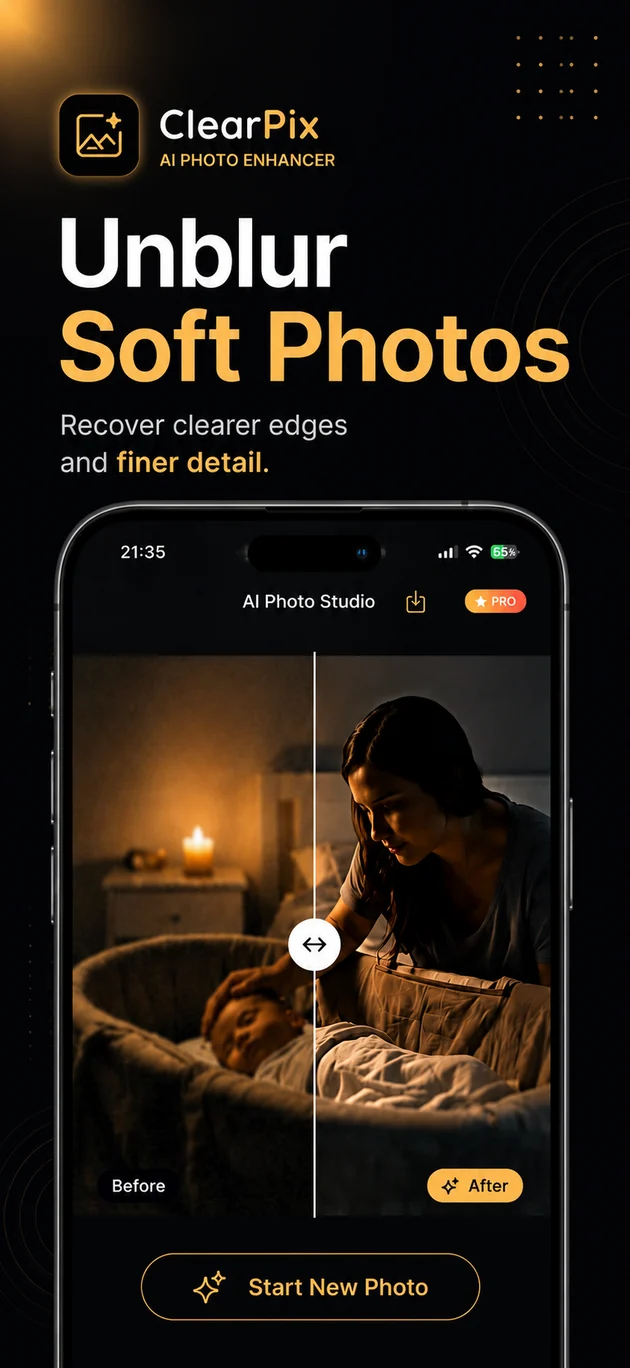 ClearPix
AI PHOTO ENHANCER
Unblur
Soft Photos
Recover clearer edges
and finer detail.
21:35
65%
AI Photo Studio
PRO
Before
After
Start New Photo